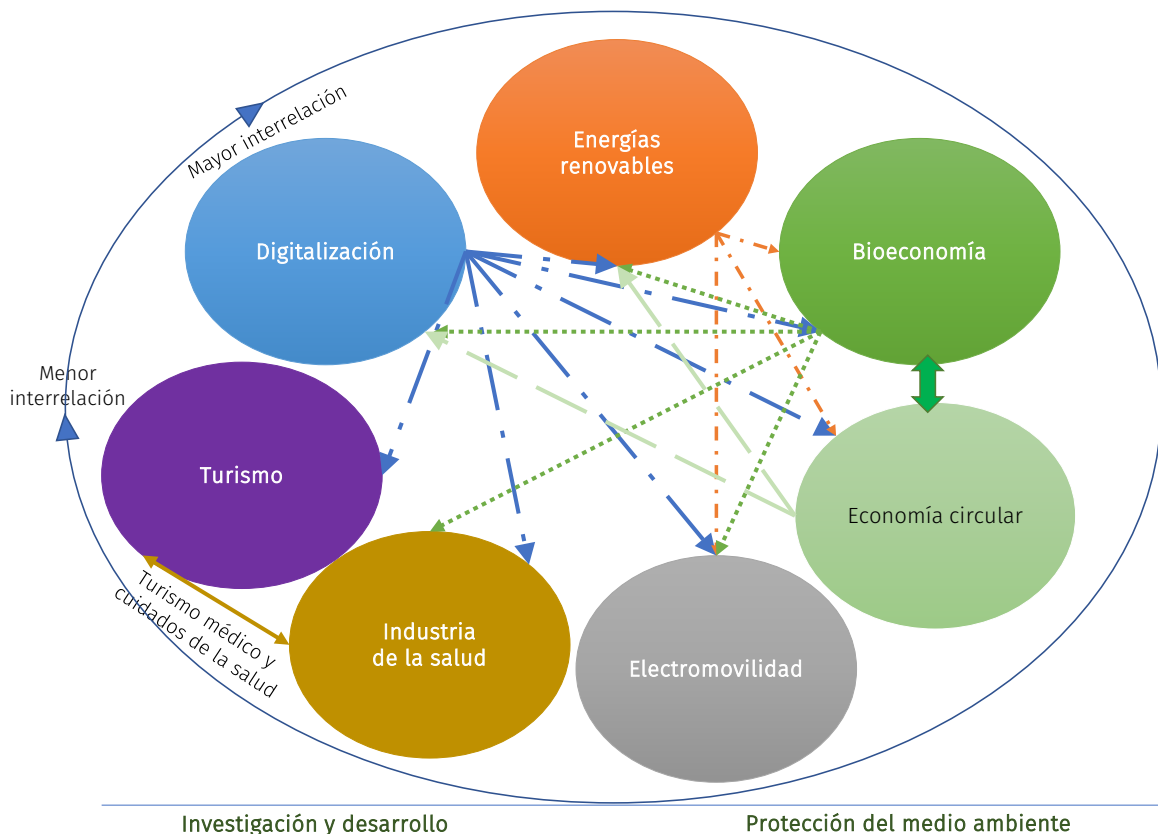 Mayor interrelación
Energías
renovables
Digitalización
Bioeconomía
Menor
interrelación
Turismo
Economía circular
Turismo médico y
cuidados de la salud
Industria
de la salud
Electromovilidad
Investigación y desarrollo
Protección del medio ambiente